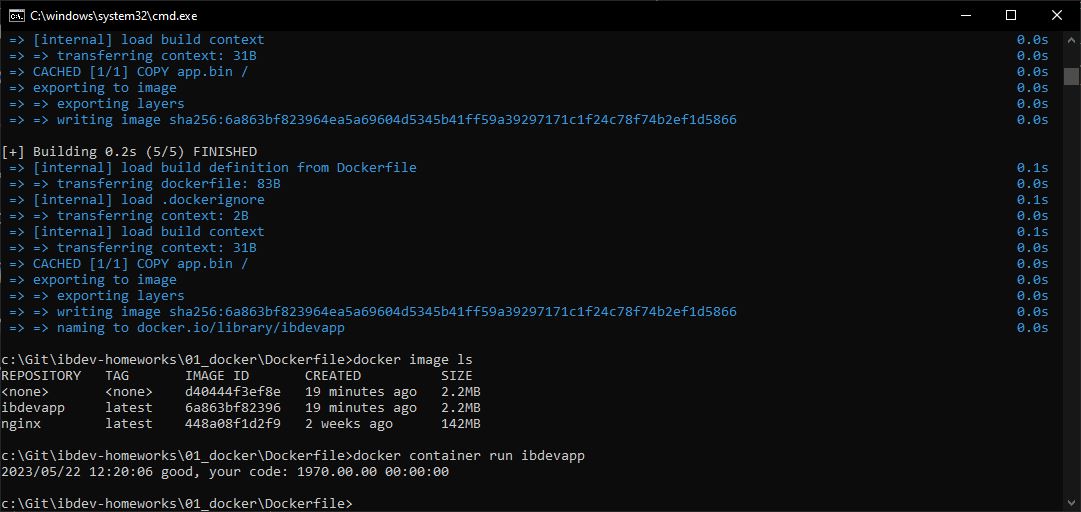 C:\windows\system32\cmd.exe
=> [internal] load build context 0.0s
=> => transferring context: 31B 0.0s
=> CACHED [1/1] COPY app.bin / 0.0s
=> exporting to image 0.0s
=> => exporting layers 0.0s
=> => writing image sha256:6a863bf823964ea5a69604d5345b41ff59a39297171c1f24c78f74b2ef1d5866 0.0s
[+] Building 0.2s (5/5) FINISHED
=> [internal] load build definition from Dockerfile 0.1s
=> => transferring dockerfile: 83B 0.0s
=> [internal] load .dockerignore 0.1s
=> => transferring context: 2B 0.0s
=> [internal] load build context 0.1s
=> => transferring context: 31B 0.0s
=> CACHED [1/1] COPY app.bin / 0.0s
=> exporting to image 0.0s
=> => exporting layers 0.0s
=> => writing image sha256:6a863bf823964ea5a69604d5345b41ff59a39297171c1f24c78f74b2ef1d5866 0.0s
=> => naming to docker.io/library/ibdevapp 0.0s
c:\Git\ibdev-homeworks\01_docker\Dockerfile>docker image ls
REPOSITORY TAG IMAGE ID CREATED SIZE
<none> <none> d40444f3ef8e 19 minutes ago 2.2MB
ibdevapp latest 6a863bf82396 19 minutes ago 2.2MB
nginx latest 448a08f1d2f9 2 weeks ago 142MB
c:\Git\ibdev-homeworks\01_docker\Dockerfile>docker container run ibdevapp
2023/05/22 12:20:06 good, your code: 1970.00.00 00:00:00
c:\Git\ibdev-homeworks\01_docker\Dockerfile>